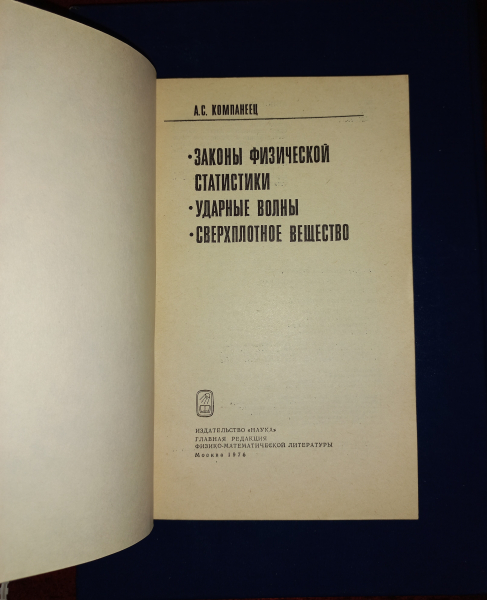 А.С. КОМПАНЕЕЦ
•ЗАКОНЫ ФИЗИЧЕСКОЙ
СТАТИСТИКИ
•УДАРНЫЕ ВОЛНЫ
•СВЕРХПЛОТНОЕ ВЕЩЕСТВО
ИЗДАТЕЛЬСТВО «НАУКА»
ГЛАВНАЯ РЕДАКЦИЯ
ФИЗИКО-МАТЕМАТИЧЕСКОЙ ЛИТЕРАТУРЫ
Москва 1976